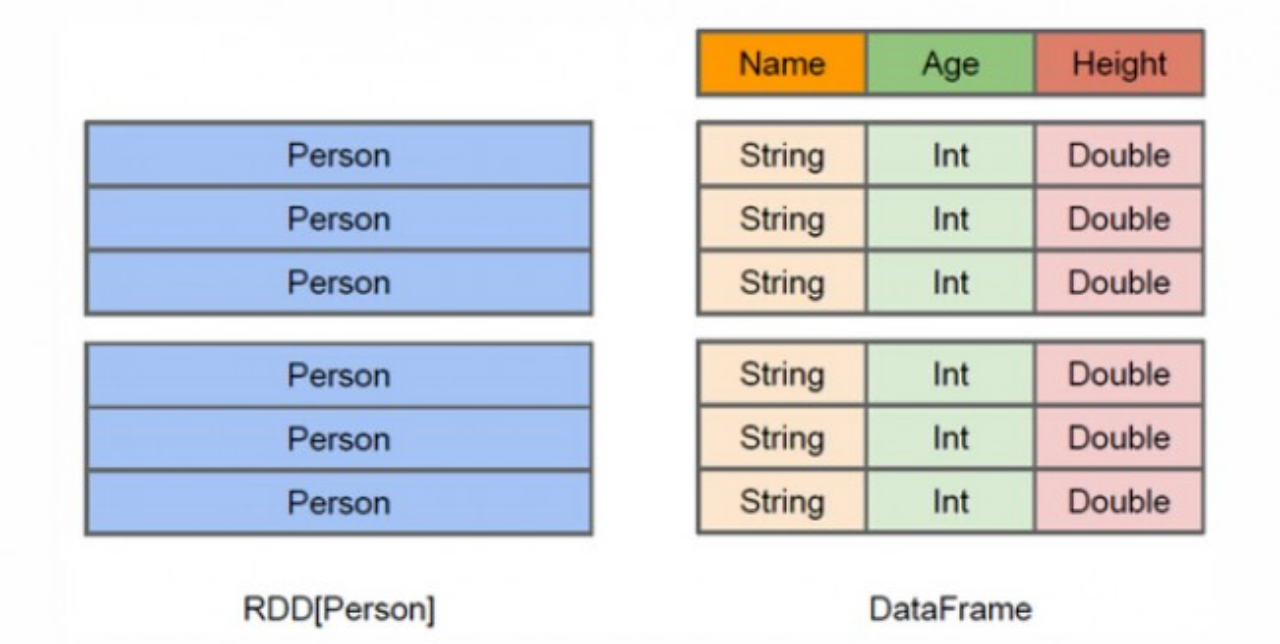 Name Age Height
Person String Int Double
Person String Int Double
Person String Int Double
Person String Int Double
Person String Int Double
Person String Int Double
RDD[Person] DataFrame